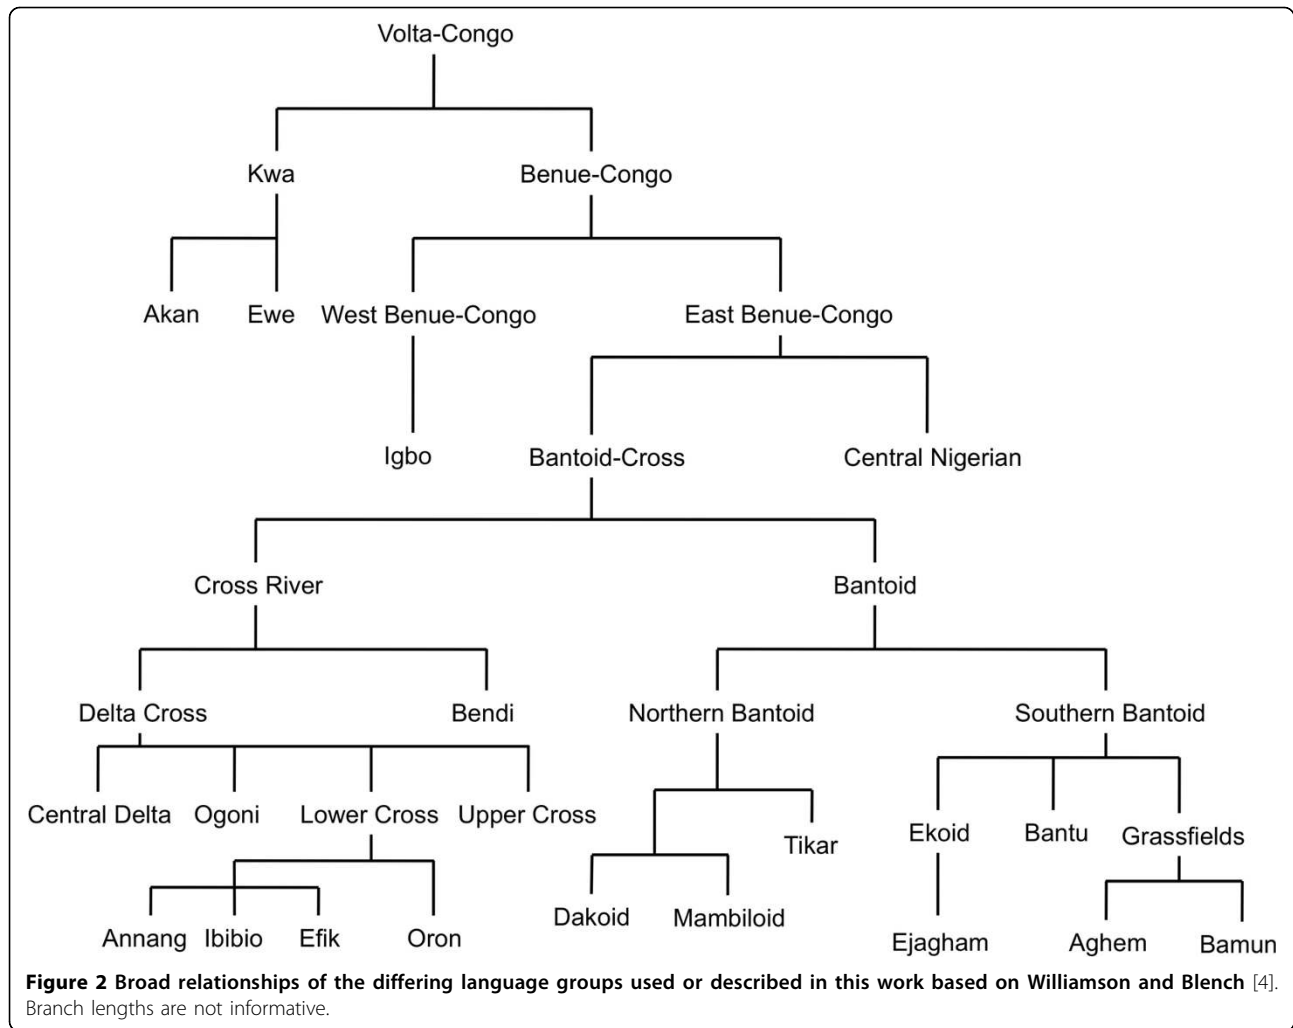 Volta-Congo
Kwa
Benue-Congo
Akan
Ewe
West Benue-Congo
East Benue-Congo
Igbo
Bantoid-Cross
Central Nigerian
Cross River
Bantoid
Delta Cross
Bendi
Northern Bantoid
Southern Bantoid
Central Delta
Ogoni
Lower Cross
Upper Cross
Tikar
Ekoid
Bantu
Grassfields
Dakoid
Mambiloid
Annang
Ibibio
Efik
Oron
Ejagham
Aghem
Bamun
Figure 2 Broad relationships of the differing language groups used or described in this work based on Williamson and Blench [4].
Branch lengths are not informative.